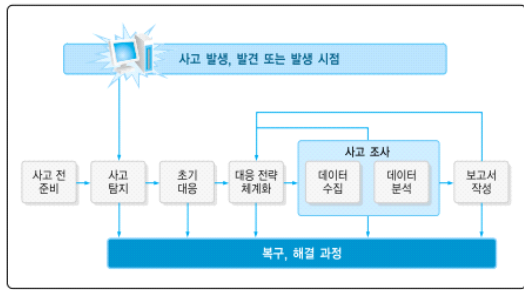 사고 발생, 발견 또는 발생 시점
사고 조사
사고 전
준비
사고
탐지
초기
대응
대응 전략
체계화
데이터
수집
데이터
분석
보고서
작성
복구, 해결 과정